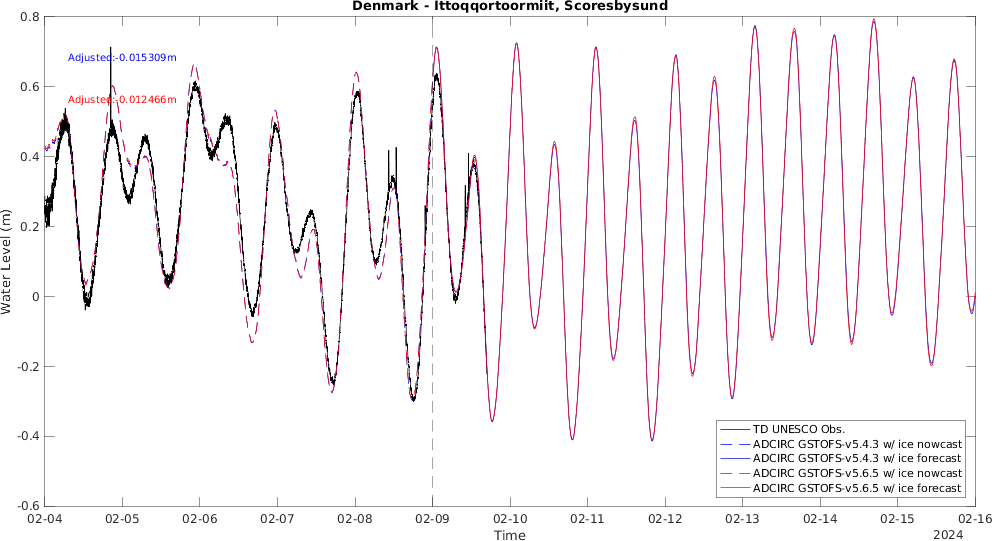 Denmark - Ittoqqortoormiit, Scoresbysund
0.8
0.6
0.4
0.2
0
-0.2
-0.4
-0.6
Water Level (m)
Adjusted:-0.015309m
Adjusted:-0.012466m
TD UNESCO Obs.
ADCIRC GSTOFS-v5.4.3 w/ ice nowcast
ADCIRC GSTOFS-v5.4.3 w/ ice forecast
ADCIRC GSTOFS-v5.6.5 w/ ice nowcast
ADCIRC GSTOFS-v5.6.5 w/ ice forecast
02-04 02-05 02-06 02-07 02-08 02-09 02-10 02-11 02-12 02-13 02-14 02-15 02-16
Time
2024